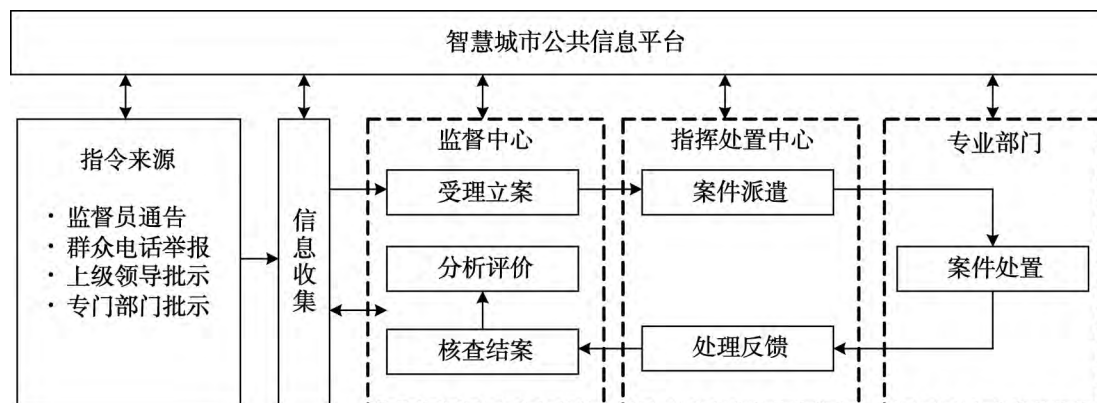 智慧城市公共信息平台
指令来源
· 监督员通告
· 群众电话举报
· 上级领导批示
· 专门部门批示
信息收集
监督中心
受理立案
分析评价
核查结案
指挥处置中心
案件派遣
处理反馈
专业部门
案件处置